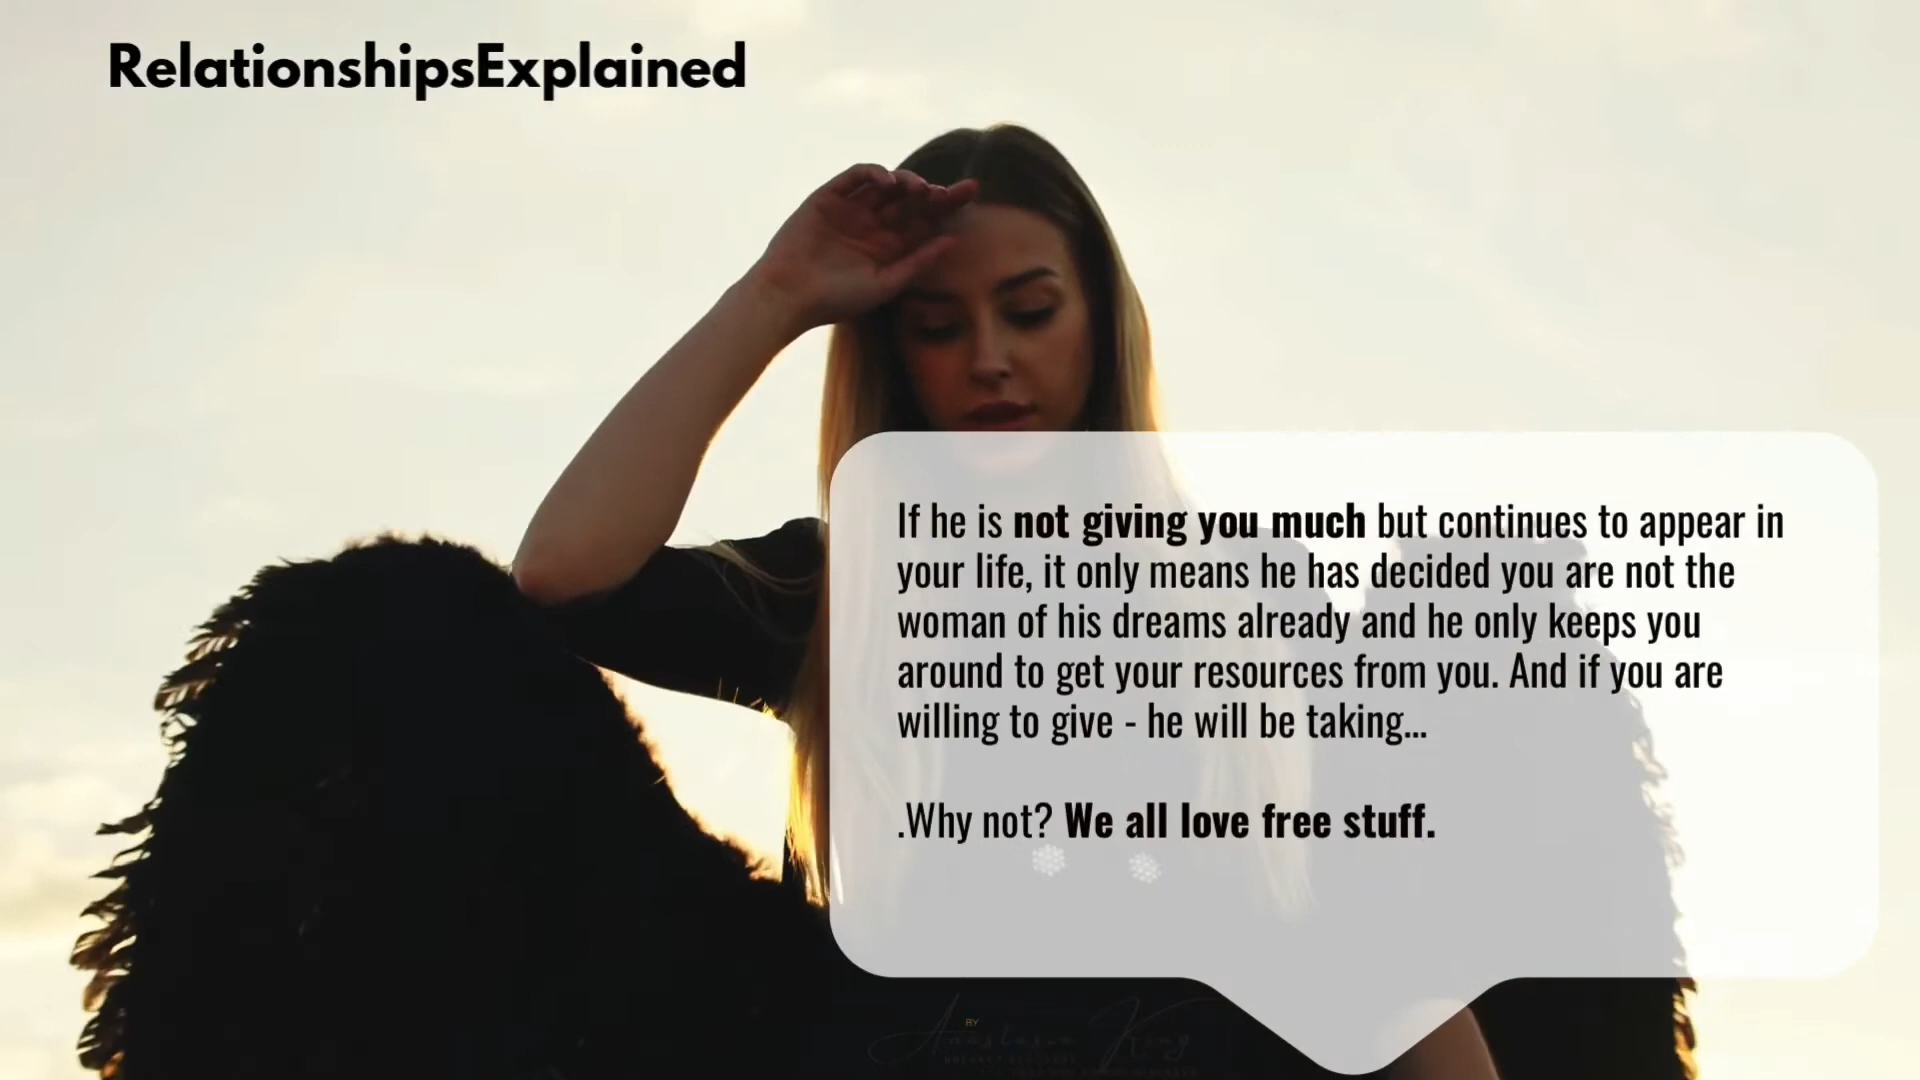 RelationshipsExplained
If he is not giving you much but continues to appear in
your life, it only means he has decided you are not the
woman of his dreams already and he only keeps you
around to get your resources from you. And if you are
willing to give - he will be taking...
.Why not? We all love free stuff.
BY
Anastasia King